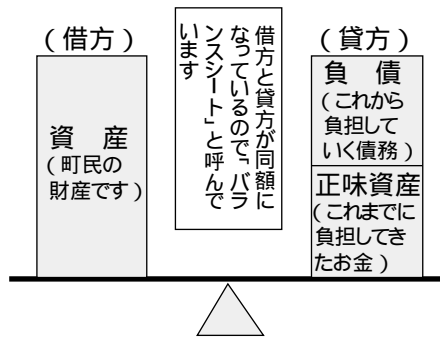 （借方）
資　産
（町民の
財産です）
借方と貸方が同額に
なっているので、「バラ
ンスシート」と呼んで
います
（貸方）
負　債
（これから
負担して
いく債務）
正味資産
（これまでに
負担してき
たお金）